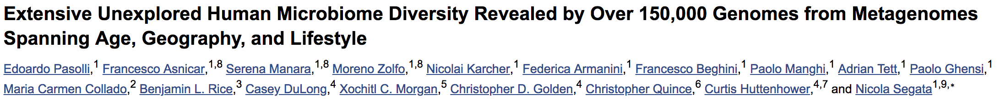 Extensive Unexplored Human Microbiome Diversity Revealed by Over 150,000 Genomes from Metagenomes
Spanning Age, Geography, and Lifestyle
Edoardo Pasolli,1 Francesco Asnicar,1,8 Serena Manara,1,8 Moreno Zolfo,1,8 Nicolai Karcher,1 Federica Armanini,1 Francesco Beghini,1 Paolo Manghi,1 Adrian Tett,1 Paolo Ghensi,1
Maria Carmen Collado,2 Benjamin L. Rice,3 Casey DuLong,4 Xochitl C. Morgan,5 Christopher D. Golden,4 Christopher Quince,6 Curtis Huttenhower,4,7 and Nicola Segata1,9,*